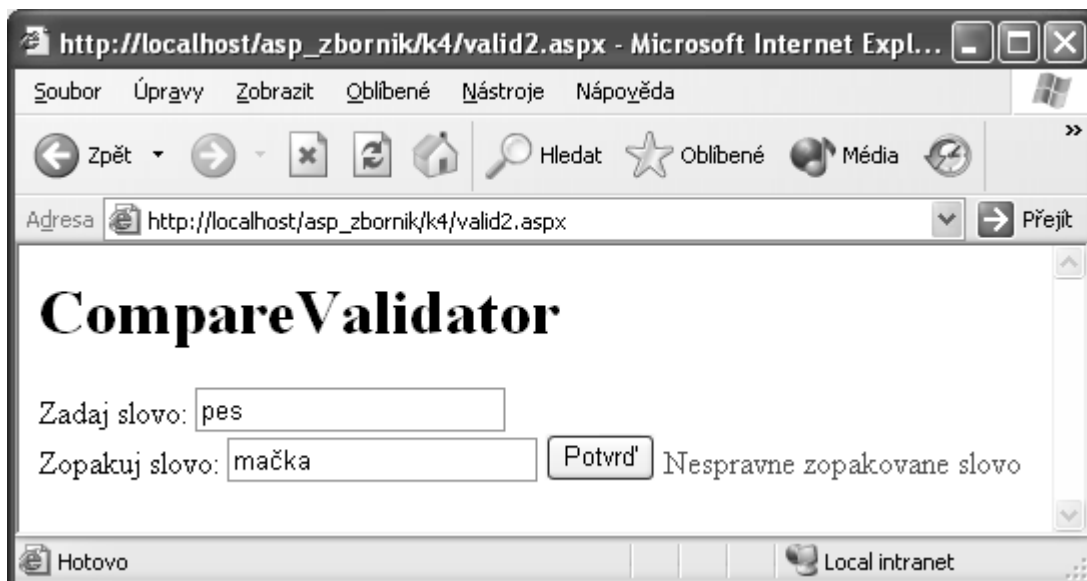 http://localhost/asp_zbornik/k4/valid2.aspx - Microsoft Internet Expl...
Soubor Úpravy Zobrazit Oblíbené Nástroje Nápověda
Zpět Hledat Oblíbené Média »
Adresa http://localhost/asp_zbornik/k4/valid2.aspx Přejít
CompareValidator
Zadaj slovo: pes
Zopakuj slovo: mačka Potvrď Nespravne zopakovane slovo
Hotovo Local intranet